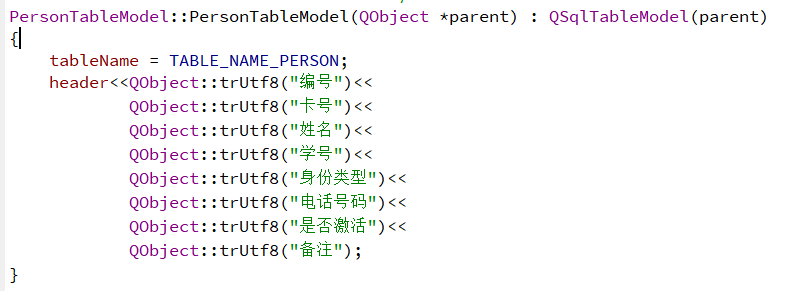 PersonTableModel::PersonTableModel(QObject *parent) : QSqlTableModel(parent)
{
    tableName = TABLE_NAME_PERSON;
    header<<QObject::trUtf8("编号")<<
            QObject::trUtf8("卡号")<<
            QObject::trUtf8("姓名")<<
            QObject::trUtf8("学号")<<
            QObject::trUtf8("身份类型")<<
            QObject::trUtf8("电话号码")<<
            QObject::trUtf8("是否激活")<<
            QObject::trUtf8("备注");
}